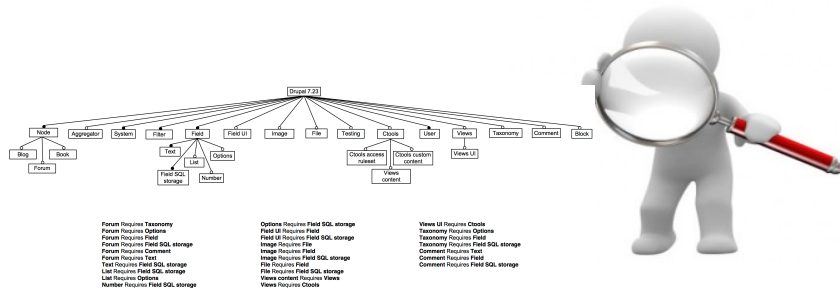 Drupal 7.23
Node
Aggregator
System
Filter
Field
Field UI
Image
File
Testing
Ctools
User
Views
Taxonomy
Comment
Block
Blog
Book
Forum
Text
List
Options
Field SQL
storage
Number
Ctools access
ruleset
Ctools custom
content
Views
content
Views UI
Forum Requires Taxonomy
Forum Requires Options
Forum Requires Field
Forum Requires Field SQL storage
Forum Requires Comment
Forum Requires Text
Text Requires Field SQL storage
List Requires Field SQL storage
List Requires Options
Number Requires Field SQL storage
Options Requires Field SQL storage
Field UI Requires Field
Field UI Requires Field SQL storage
Image Requires File
Image Requires Field
Image Requires Field SQL storage
File Requires Field
File Requires Field SQL storage
Views content Requires Views
Views Requires Ctools
Views UI Requires Ctools
Taxonomy Requires Options
Taxonomy Requires Field
Taxonomy Requires Field SQL storage
Comment Requires Text
Comment Requires Field
Comment Requires Field SQL storage